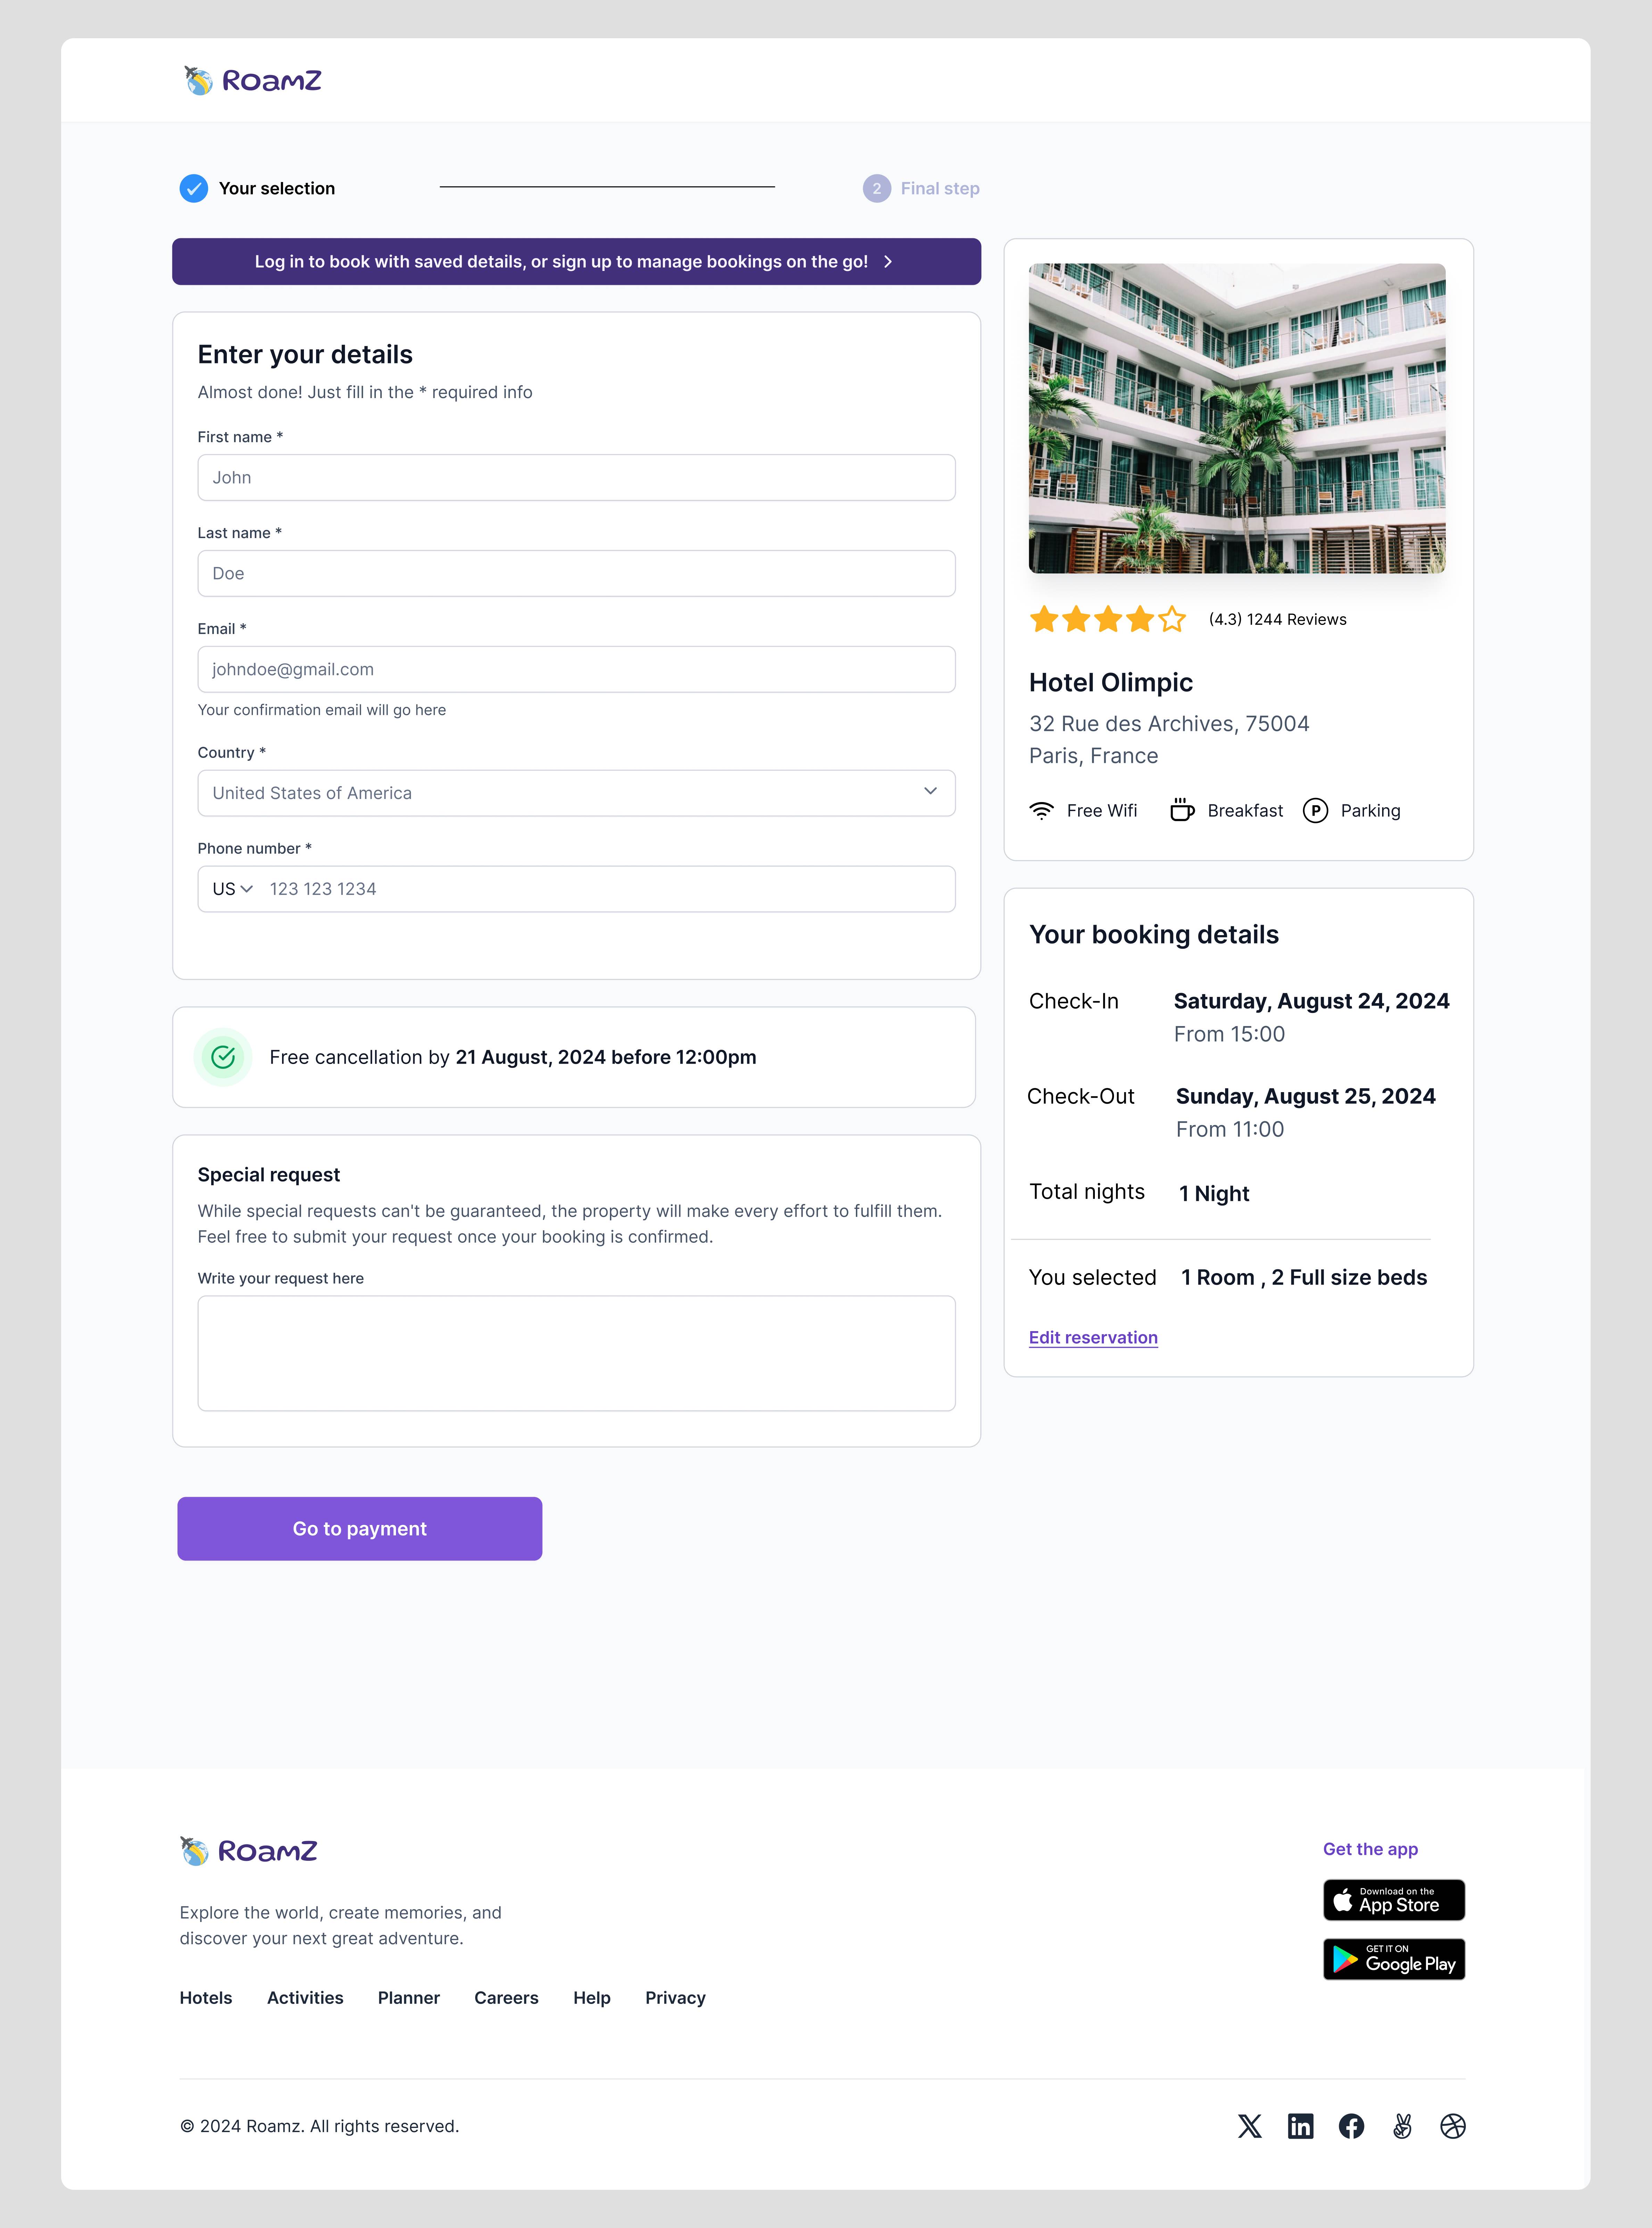 RoamZ
Your selection
2 Final step
Log in to book with saved details, or sign up to manage bookings on the go!
Enter your details
Almost done! Just fill in the * required info
First name *
John
Last name *
Doe
Email *
johndoe@gmail.com
Your confirmation email will go here
Country *
United States of America
Phone number *
US 123 123 1234
Free cancellation by 21 August, 2024 before 12:00pm
Special request
While special requests can't be guaranteed, the property will make every effort to fulfill them.
Feel free to submit your request once your booking is confirmed.
Write your request here
Go to payment
(4.3) 1244 Reviews
Hotel Olimpic
32 Rue des Archives, 75004
Paris, France
Free Wifi Breakfast P Parking
Your booking details
Check-In Saturday, August 24, 2024
From 15:00
Check-Out Sunday, August 25, 2024
From 11:00
Total nights 1 Night
You selected 1 Room , 2 Full size beds
Edit reservation
RoamZ
Explore the world, create memories, and
discover your next great adventure.
Hotels Activities Planner Careers Help Privacy
Get the app
Download on the
App Store
GET IT ON
Google Play
© 2024 Roamz. All rights reserved.
X in f